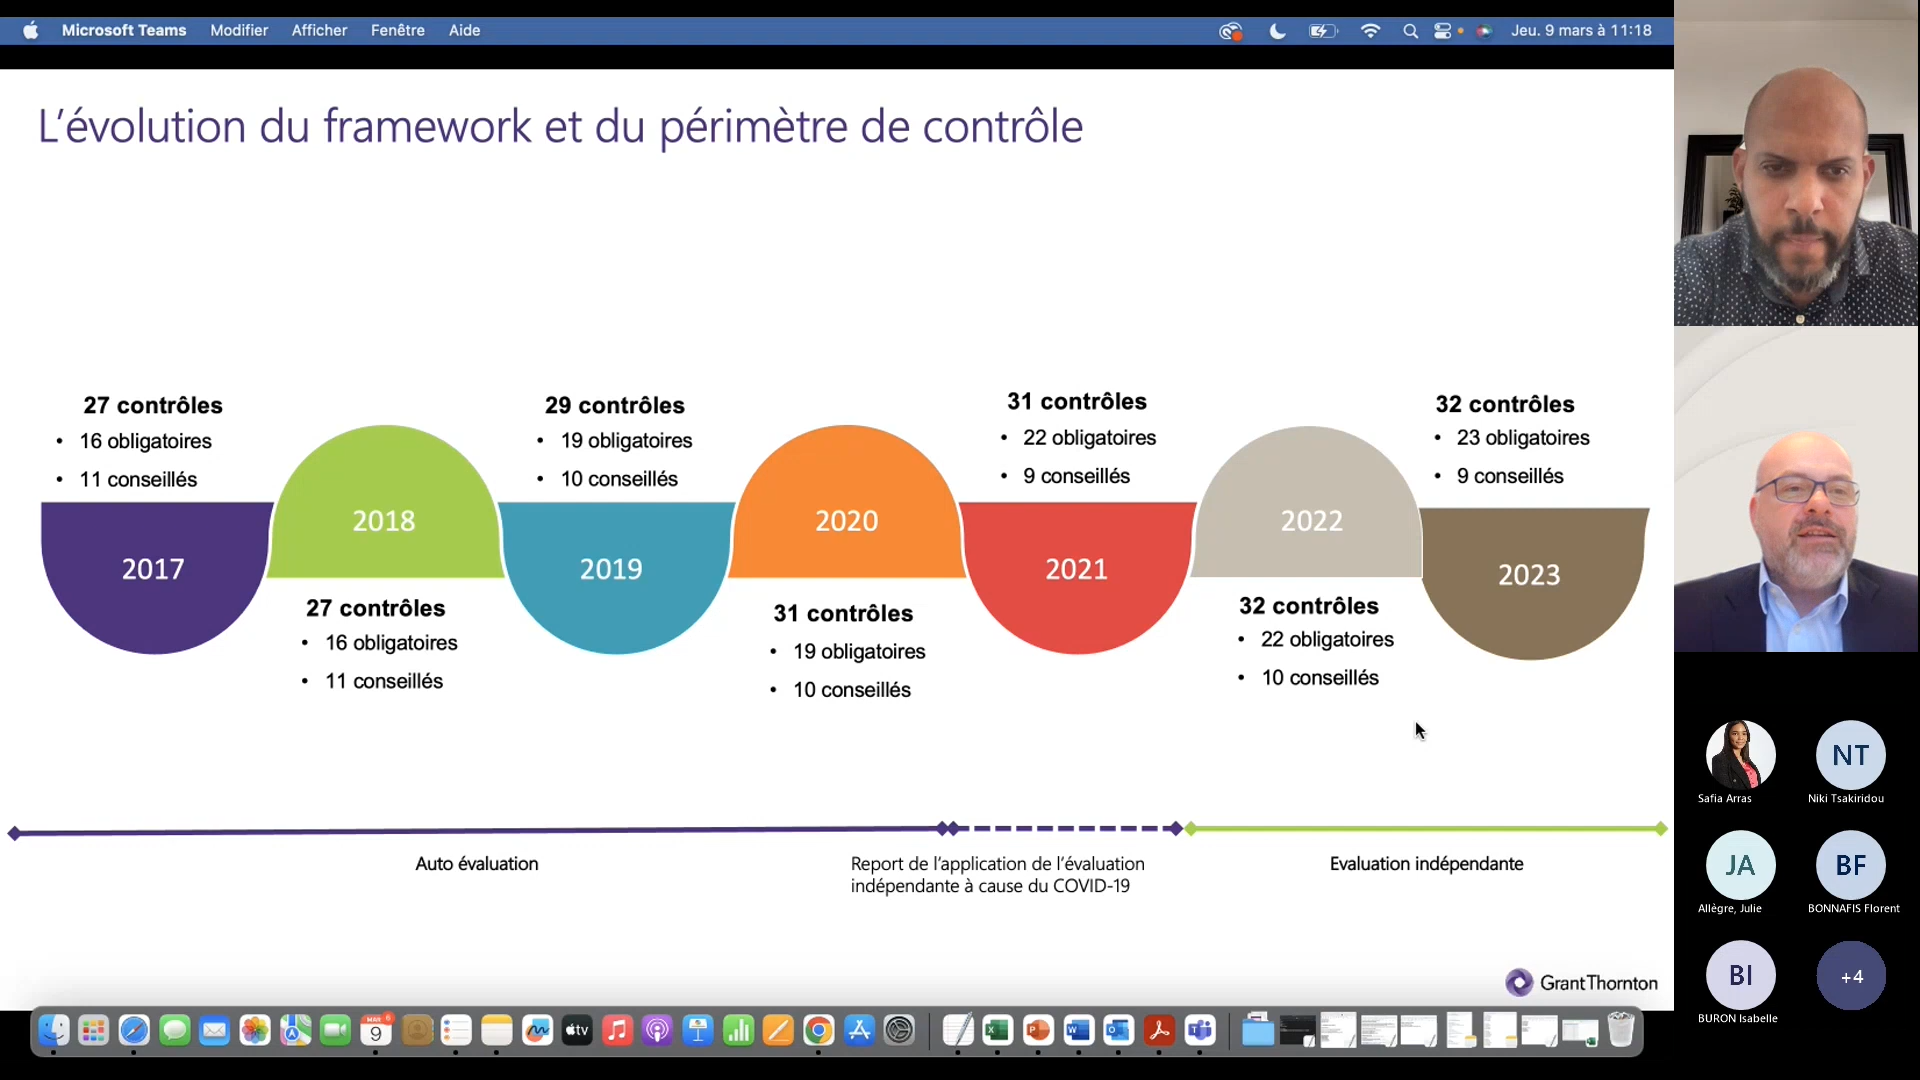 Microsoft Teams Modifier Afficher Fenêtre Aide
Jeu. 9 mars à 11:18
L'évolution du framework et du périmètre de contrôle
27 contrôles
• 16 obligatoires
• 11 conseillés
2017
2018
27 contrôles
• 16 obligatoires
• 11 conseillés
29 contrôles
• 19 obligatoires
• 10 conseillés
2019
2020
31 contrôles
• 19 obligatoires
• 10 conseillés
31 contrôles
• 22 obligatoires
• 9 conseillés
2021
2022
32 contrôles
• 22 obligatoires
• 10 conseillés
32 contrôles
• 23 obligatoires
• 9 conseillés
2023
Auto évaluation
Report de l'application de l'évaluation
indépendante à cause du COVID-19
Evaluation indépendante
GrantThornton
Safia Arras
NT
Niki Tsakiridou
JA
Allègre, Julie
BF
BONNAFIS Florent
BI
BURON Isabelle
+4
9
tv